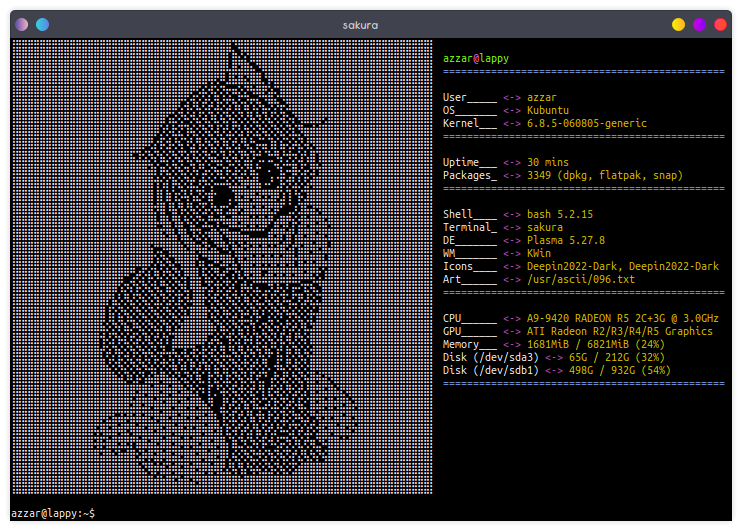 sakura
azzar@lappy
===============================================
User_____ <-> azzar
OS_______ <-> Kubuntu
Kernel___ <-> 6.8.5-060805-generic
===============================================
Uptime___ <-> 30 mins
Packages_ <-> 3349 (dpkg, flatpak, snap)
===============================================
Shell____ <-> bash 5.2.15
Terminal_ <-> sakura
DE_______ <-> Plasma 5.27.8
WM_______ <-> KWin
Icons____ <-> Deepin2022-Dark, Deepin2022-Dark
Art______ <-> /usr/ascii/096.txt
===============================================
CPU______ <-> A9-9420 RADEON R5 2C+3G @ 3.0GHz
GPU______ <-> ATI Radeon R2/R3/R4/R5 Graphics
Memory___ <-> 1681MiB / 6821MiB (24%)
Disk (/dev/sda3) <-> 65G / 212G (32%)
Disk (/dev/sdb1) <-> 498G / 932G (54%)
===============================================
azzar@lappy:~$